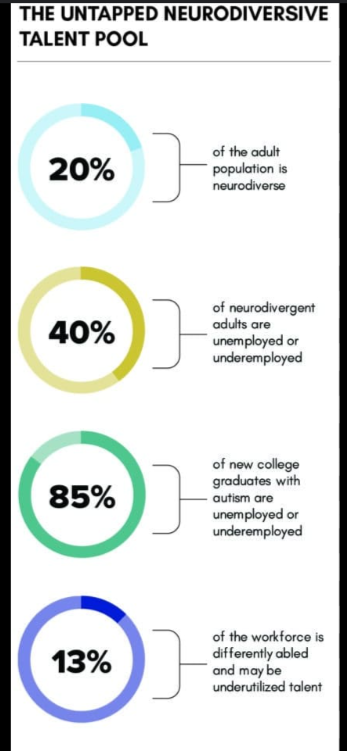 THE UNTAPPED NEURODIVERSIVE
TALENT POOL
20%
of the adult
population is
neurodiverse
40%
of neurodivergent
adults are
unemployed or
underemployed
85%
of new college
graduates with
autism are
unemployed or
underemployed
13%
of the workforce is
differently abled
and may be
underutilized talent